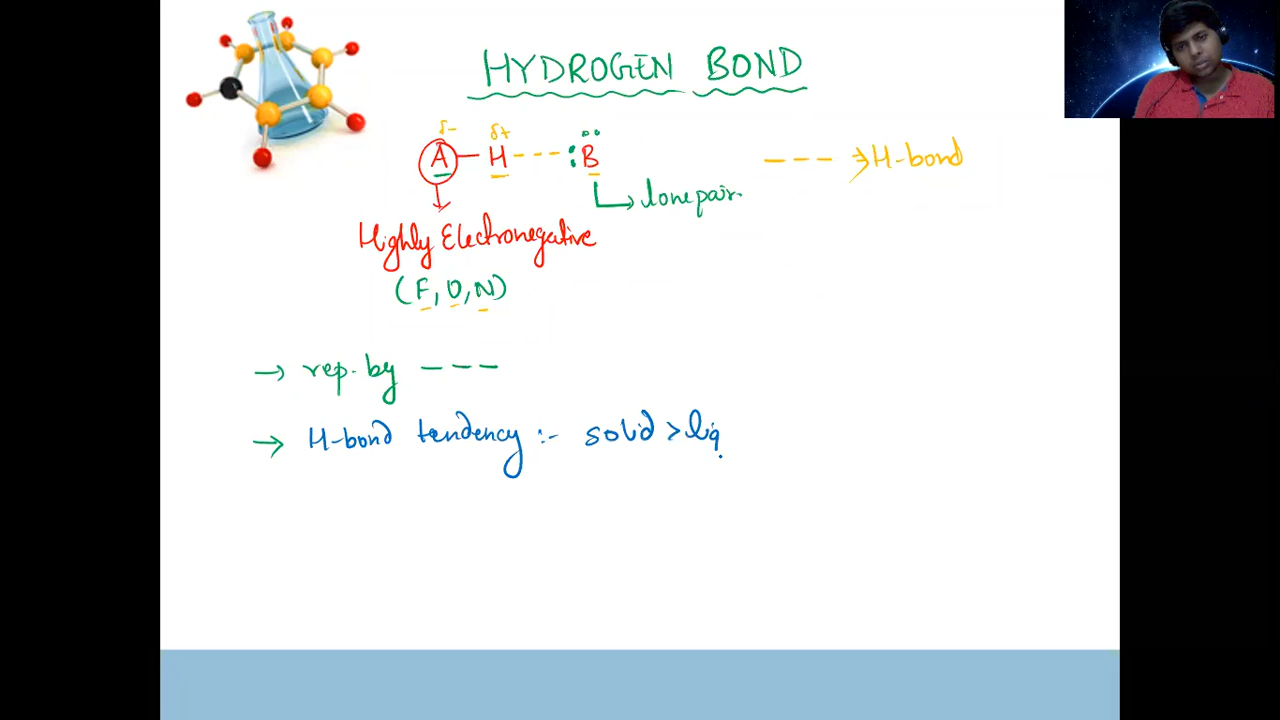 HYDROGEN BOND
δ- δ+
A — H --- :B
--- → H-bond
lone pair.
Highly Electronegative
(F, O, N)
→ rep. by ---
→ H-bond tendency :- solid > liq.